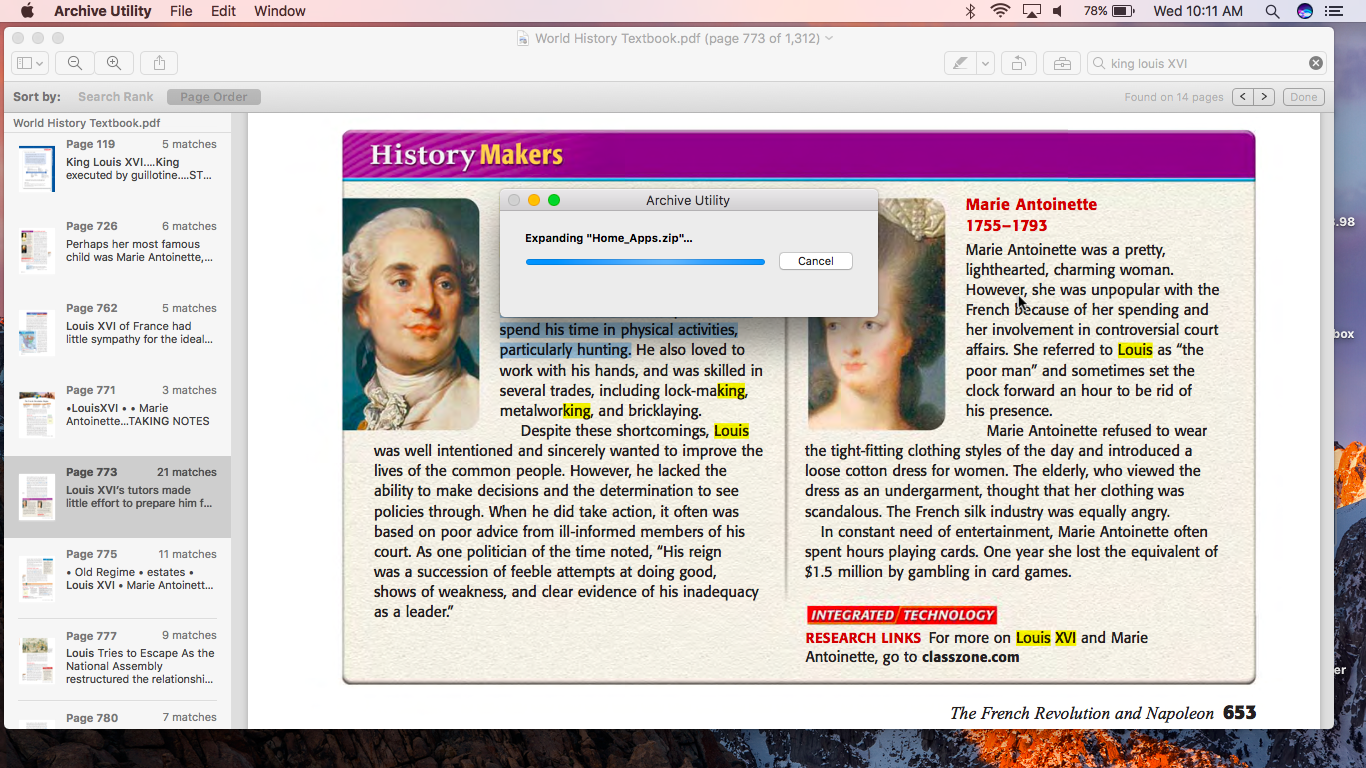 Archive Utility File Edit Window 78% Wed 10:11 AM
World History Textbook.pdf (page 773 of 1,312)
king louis XVI
Sort by: Search Rank Page Order Found on 14 pages < > Done
World History Textbook.pdf
Page 119 5 matches
King Louis XVI....King
executed by guillotine....ST...
Page 726 6 matches
Perhaps her most famous
child was Marie Antoinette,...
Page 762 5 matches
Louis XVI of France had
little sympathy for the ideal...
Page 771 3 matches
•LouisXVI • • Marie
Antoinette...TAKING NOTES
Page 773 21 matches
Louis XVI's tutors made
little effort to prepare him f...
Page 775 11 matches
• Old Regime • estates •
Louis XVI • Marie Antoinett...
Page 777 9 matches
Louis Tries to Escape As the
National Assembly
restructured the relationshi...
Page 780 7 matches
History Makers
Archive Utility
Expanding "Home_Apps.zip"...
Cancel
spend his time in physical activities,
particularly hunting. He also loved to
work with his hands, and was skilled in
several trades, including lock-making,
metalworking, and bricklaying.
Despite these shortcomings, Louis
was well intentioned and sincerely wanted to improve the
lives of the common people. However, he lacked the
ability to make decisions and the determination to see
policies through. When he did take action, it often was
based on poor advice from ill-informed members of his
court. As one politician of the time noted, “His reign
was a succession of feeble attempts at doing good,
shows of weakness, and clear evidence of his inadequacy
as a leader.”
Marie Antoinette
1755–1793
Marie Antoinette was a pretty,
lighthearted, charming woman.
However, she was unpopular with the
French because of her spending and
her involvement in controversial court
affairs. She referred to Louis as “the
poor man” and sometimes set the
clock forward an hour to be rid of
his presence.
Marie Antoinette refused to wear
the tight-fitting clothing styles of the day and introduced a
loose cotton dress for women. The elderly, who viewed the
dress as an undergarment, thought that her clothing was
scandalous. The French silk industry was equally angry.
In constant need of entertainment, Marie Antoinette often
spent hours playing cards. One year she lost the equivalent of
$1.5 million by gambling in card games.
INTEGRATED / TECHNOLOGY
RESEARCH LINKS For more on Louis XVI and Marie
Antoinette, go to classzone.com
The French Revolution and Napoleon 653
.98
box
er